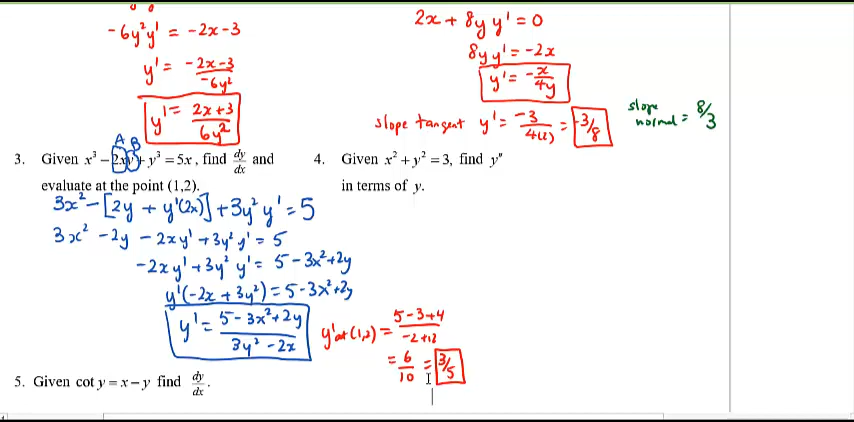 -6y²y' = -2x-3
y' = -2x-3/-6y²
y' = 2x+3/6y²
2x + 8y y' = 0
8y y' = -2x
y' = -x/4y
slope tangent y' = -3/4(2) = -3/8
slope normal = 8/3
A B
3. Given x³ - 2xy + y³ = 5x, find dy/dx and
evaluate at the point (1,2).
3x² - [2y + y'(2x)] + 3y² y' = 5
3x² - 2y - 2xy' + 3y² y' = 5
-2xy' + 3y² y' = 5 - 3x² + 2y
y'(-2x + 3y²) = 5 - 3x² + 2y
y' = 5 - 3x² + 2y/3y² - 2x
y' at (1,2) = 5-3+4/-2+12
= 6/10 = 3/5
4. Given x² + y² = 3, find y"
in terms of y.
5. Given cot y = x - y find dy/dx.